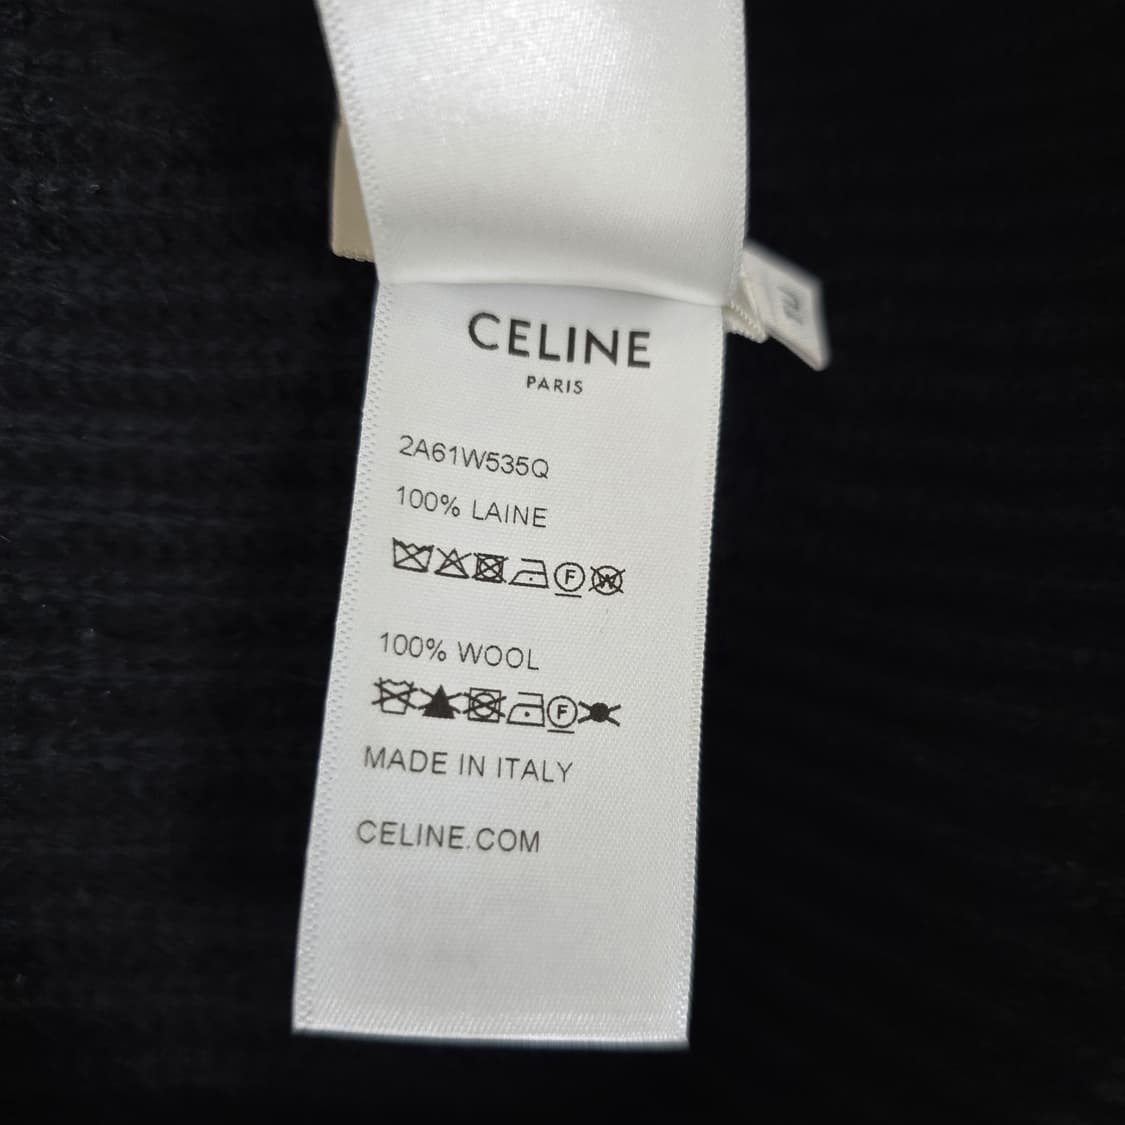 CELINE
PARIS
2A61W535Q
100% LAINE
F W
100% WOOL
F
MADE IN ITALY
CELINE.COM